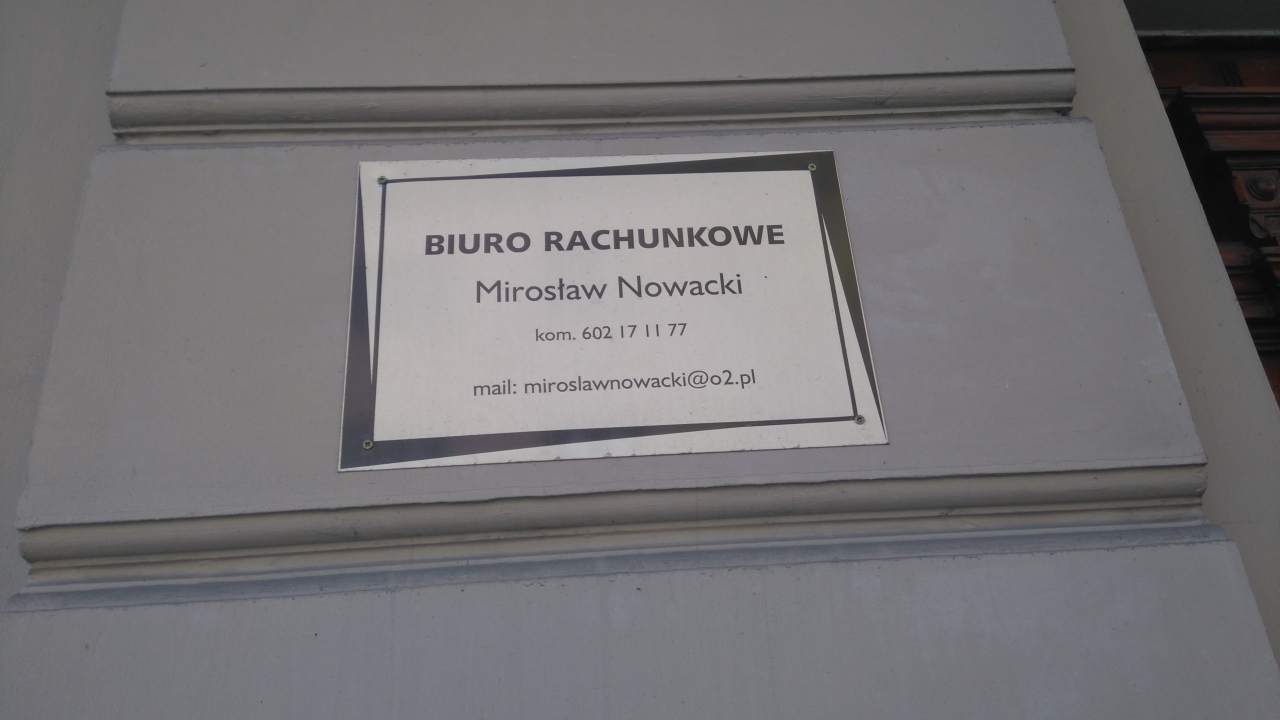 BIURO RACHUNKOWE
Mirosław Nowacki
kom. 602 17 11 77
mail: miroslawnowacki@o2.pl